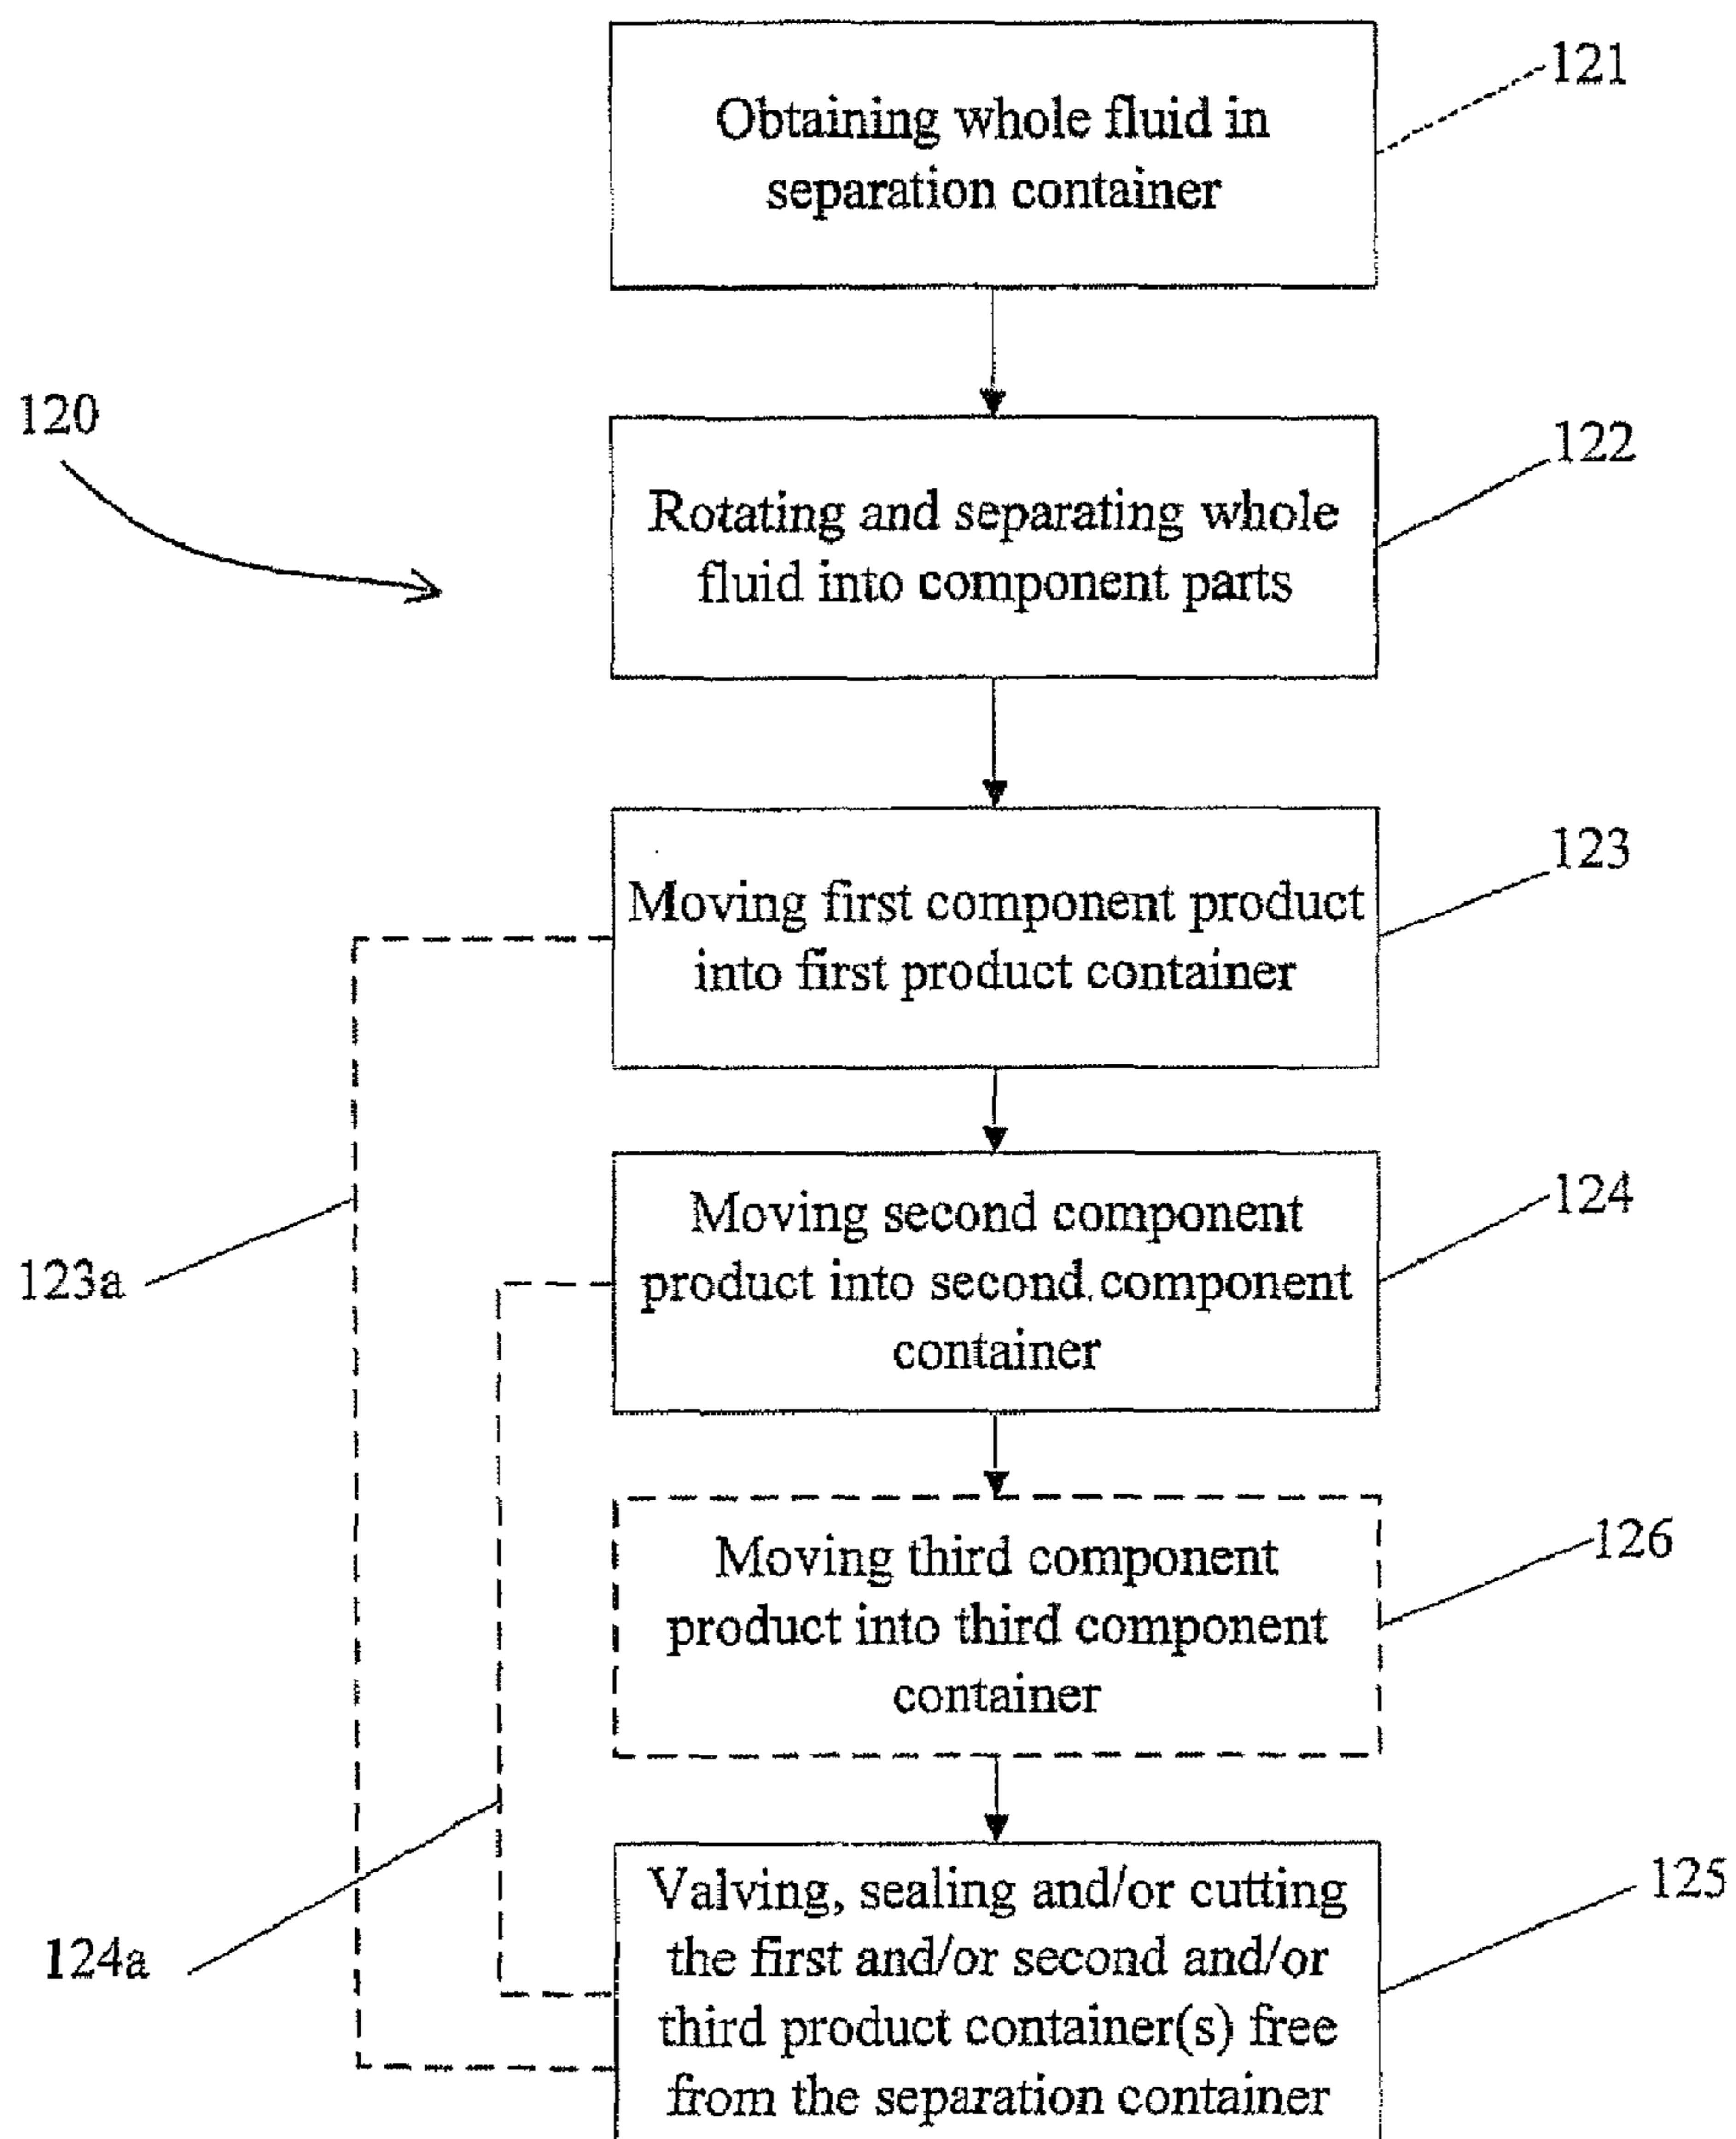 121
Obtaining whole fluid in
separation container
120
122
Rotating and separating whole
fluid into component parts
123
Moving first component product
into first product container
123a
124
Moving second component
product into second component
container
126
Moving third component
product into third component
container
124a
125
Valving, sealing and/or cutting
the first and/or second and/or
third product container(s) free
from the separation container